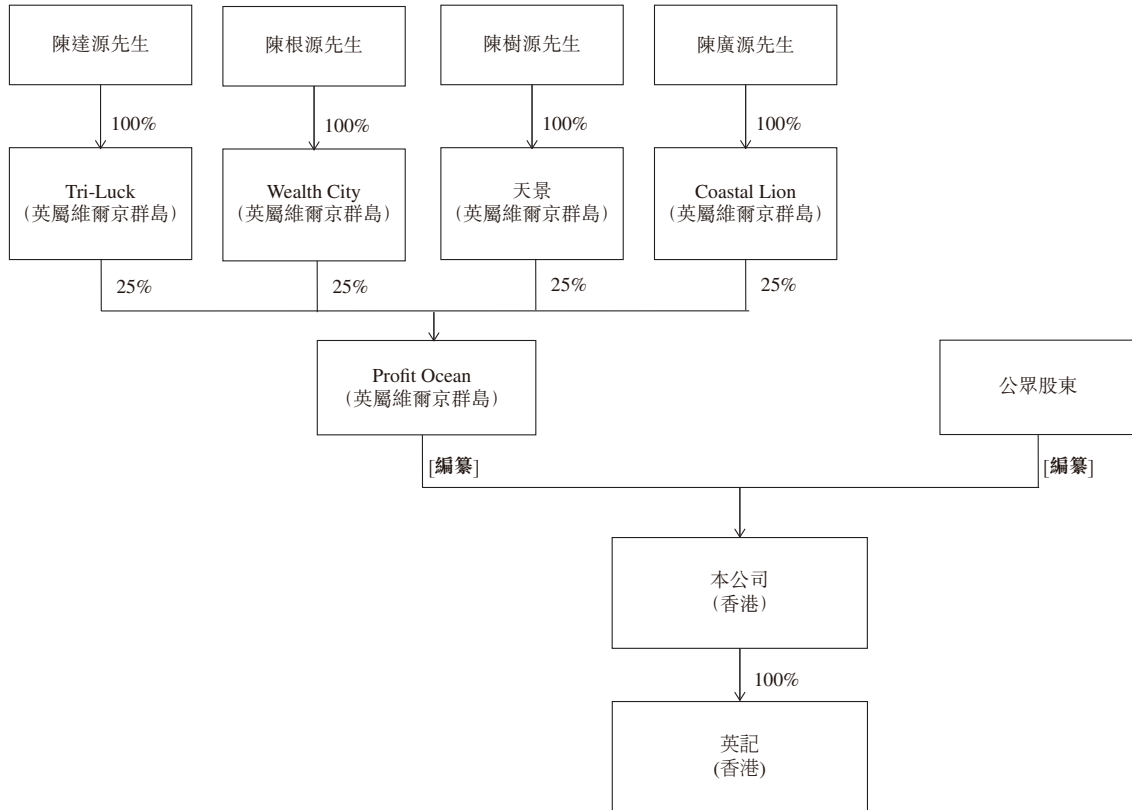 陳達源先生
陳根源先生
陳樹源先生
陳廣源先生
100%
100%
100%
100%
Tri-Luck
(英屬維爾京群島)
Wealth City
(英屬維爾京群島)
天景
(英屬維爾京群島)
Coastal Lion
(英屬維爾京群島)
25%
25%
25%
25%
Profit Ocean
(英屬維爾京群島)
公眾股東
[編纂]
[編纂]
本公司
(香港)
100%
英記
(香港)